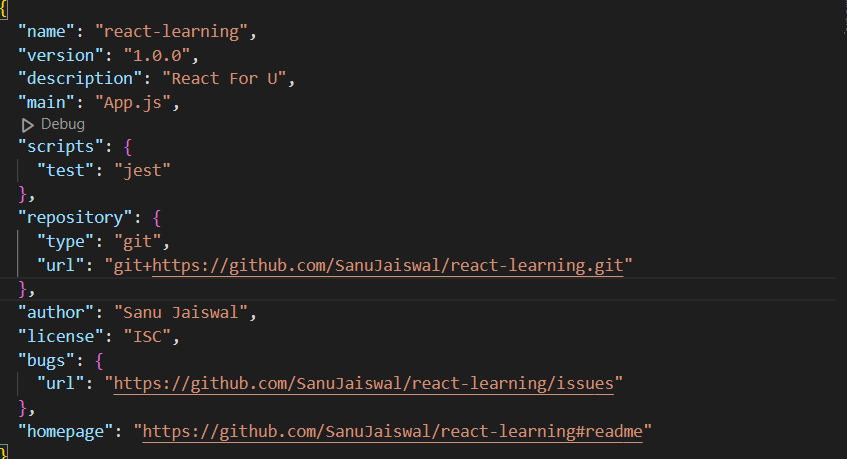 {
"name": "react-learning",
"version": "1.0.0",
"description": "React For U",
"main": "App.js",
Debug
"scripts": {
"test": "jest"
},
"repository": {
"type": "git",
"url": "git+https://github.com/SanuJaiswal/react-learning.git"
},
"author": "Sanu Jaiswal",
"license": "ISC",
"bugs": {
"url": "https://github.com/SanuJaiswal/react-learning/issues"
},
"homepage": "https://github.com/SanuJaiswal/react-learning#readme"
}